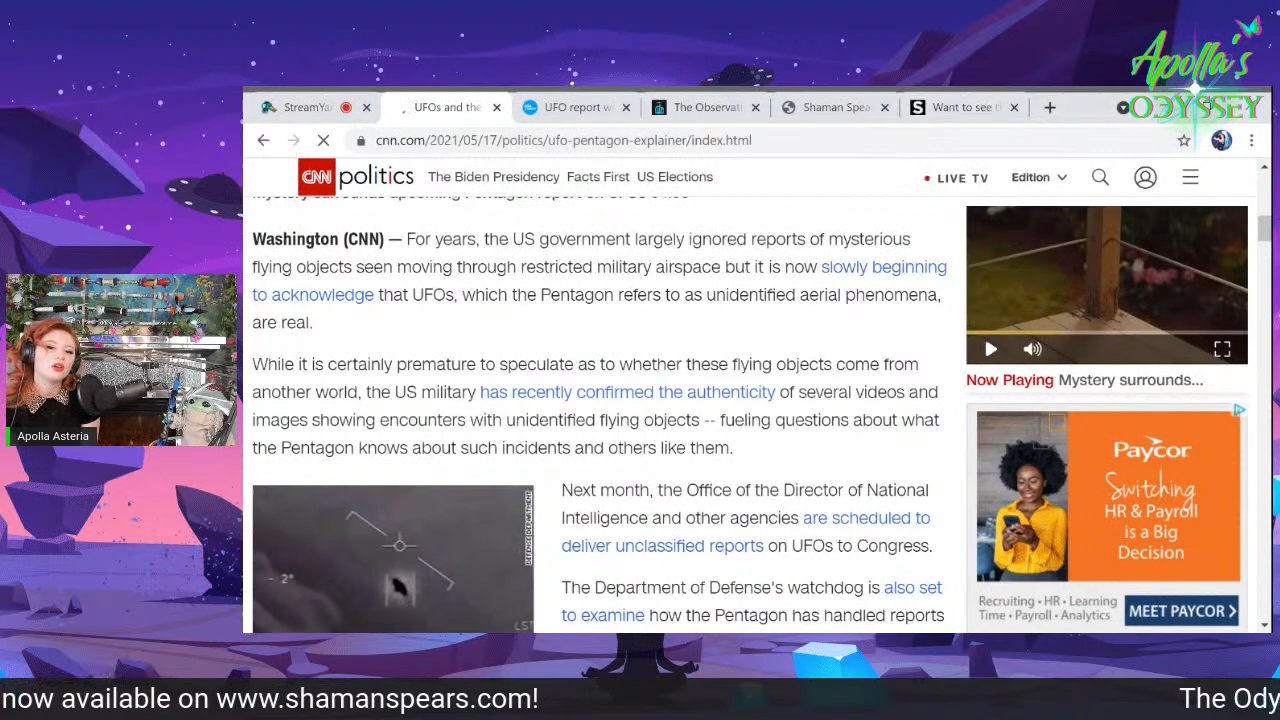 Apolla's
ODYSSEY
StreamYa
UFOs and the
UFO report w
The Observat
Shaman Spea
Want to see t
cnn.com/2021/05/17/politics/ufo-pentagon-explainer/index.html
CNN politics
The Biden Presidency Facts First US Elections
LIVE TV
Edition
Washington (CNN) — For years, the US government largely ignored reports of mysterious
flying objects seen moving through restricted military airspace but it is now slowly beginning
to acknowledge that UFOs, which the Pentagon refers to as unidentified aerial phenomena,
are real.
While it is certainly premature to speculate as to whether these flying objects come from
another world, the US military has recently confirmed the authenticity of several videos and
images showing encounters with unidentified flying objects -- fueling questions about what
the Pentagon knows about such incidents and others like them.
DEFENSE DEPARTMENT
- 2°
LST
Next month, the Office of the Director of National
Intelligence and other agencies are scheduled to
deliver unclassified reports on UFOs to Congress.
The Department of Defense's watchdog is also set
to examine how the Pentagon has handled reports
Now Playing Mystery surrounds...
Paycor
Switching
HR & Payroll
is a Big
Decision
Recruiting • HR • Learning
Time • Payroll • Analytics
MEET PAYCOR
Apolla Asteria
now available on www.shamanspears.com!
The Ody